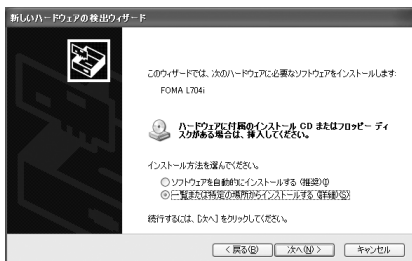 新しいハードウェアの検出ウィザード
このウィザードでは、次のハードウェアに必要なソフトウェアをインストールします:
FOMA L704i
ハードウェアに付属のインストール CD またはフロッピー ディ
スクがある場合は、挿入してください。
インストール方法を選んでください。
ソフトウェアを自動的にインストールする (推奨)(I)
一覧または特定の場所からインストールする (詳細)(S)
続行するには、[次へ] をクリックしてください。
< 戻る(B) 次へ(N) > キャンセル